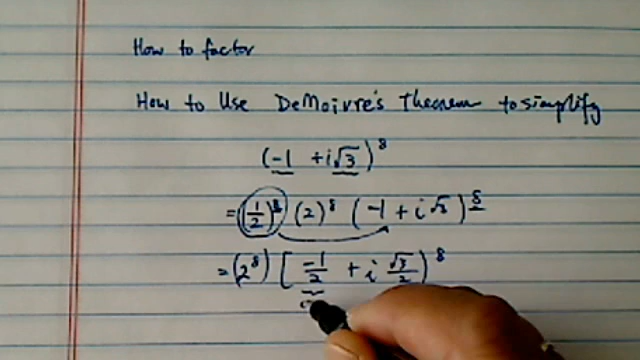 How to factor
How to Use DeMoivre's Theorem to simplify
(-1 + i√3)^8
= (1/2)^8 (2)^8 (-1 + i√3)^8
= (2^8) [ -1/2 + i √3/2 )^8